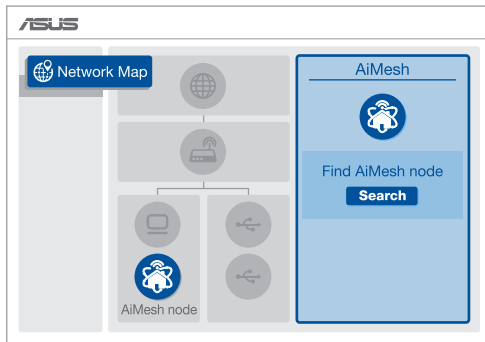 ASUS
Network Map
AiMesh
Find AiMesh node
Search
AiMesh node